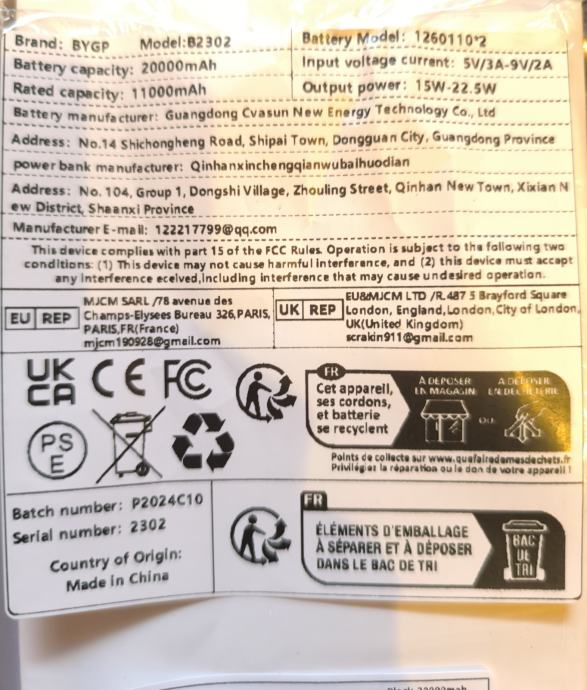 Brand: BYGP Model:B2302
Battery Model: 1260110*2
Battery capacity: 20000mAh
Input voltage current: 5V/3A-9V/2A
Rated capacity: 11000mAh
Output power: 15W-22.5W
Battery manufacturer: Guangdong Cvasun New Energy Technology Co., Ltd
Address: No.14 Shichongheng Road, Shipai Town, Dongguan City, Guangdong Province
power bank manufacturer: Qinhanxinchengqianwubaihuodian
Address: No. 104, Group 1, Dongshi Village, Zhouling Street, Qinhan New Town, Xixian N
ew District, Shaanxi Province
Manufacturer E-mail: 122217799@qq.com
This device complies with part 15 of the FCC Rules. Operation is subject to the following two
conditions: (1) This device may not cause harmful interference, and (2) this device must accept
any interference eceived,including interference that may cause undesired operation.
EU REP
MJCM SARL /78 avenue des
Champs-Elysees Bureau 326,PARIS,
PARIS,FR(France)
mjcm190928@gmail.com
UK REP
EU&MJCM LTD /R.487 5 Brayford Square
London, England,London,City of London,
UK(United Kingdom)
scrakin911@gmail.com
UK
CA
CE
FC
PS
E
FR
Cet appareil,
ses cordons,
et batterie
se recyclent
À DÉPOSER
EN MAGASIN
OU
À DÉPOSER
EN DÉCHÈTERIE
Points de collecte sur www.quefairedemesdechets.fr
Privilégiez la réparation ou le don de votre appareil !
Batch number: P2024C10
Serial number: 2302
Country of Origin:
Made in China
FR
ÉLÉMENTS D'EMBALLAGE
À SÉPARER ET À DÉPOSER
DANS LE BAC DE TRI
BAC
DE
TRI